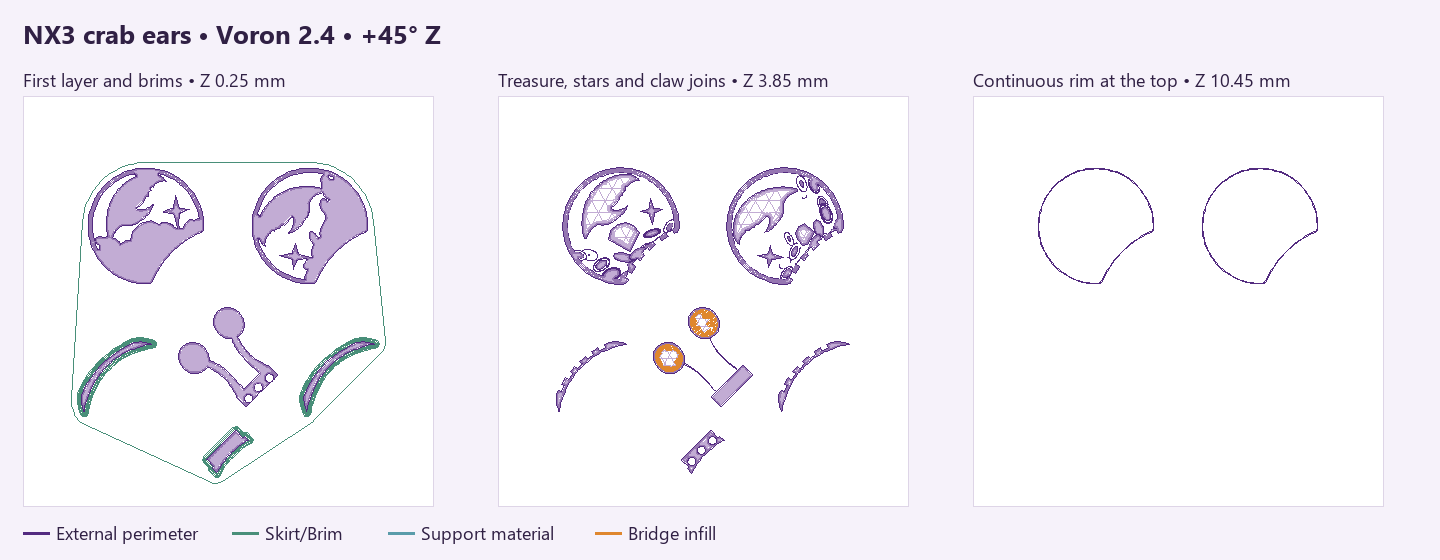 NX3 crab ears • Voron 2.4 • +45° Z
First layer and brims • Z 0.25 mm
Treasure, stars and claw joins • Z 3.85 mm
Continuous rim at the top • Z 10.45 mm
External perimeter
Skirt/Brim
Support material
Bridge infill